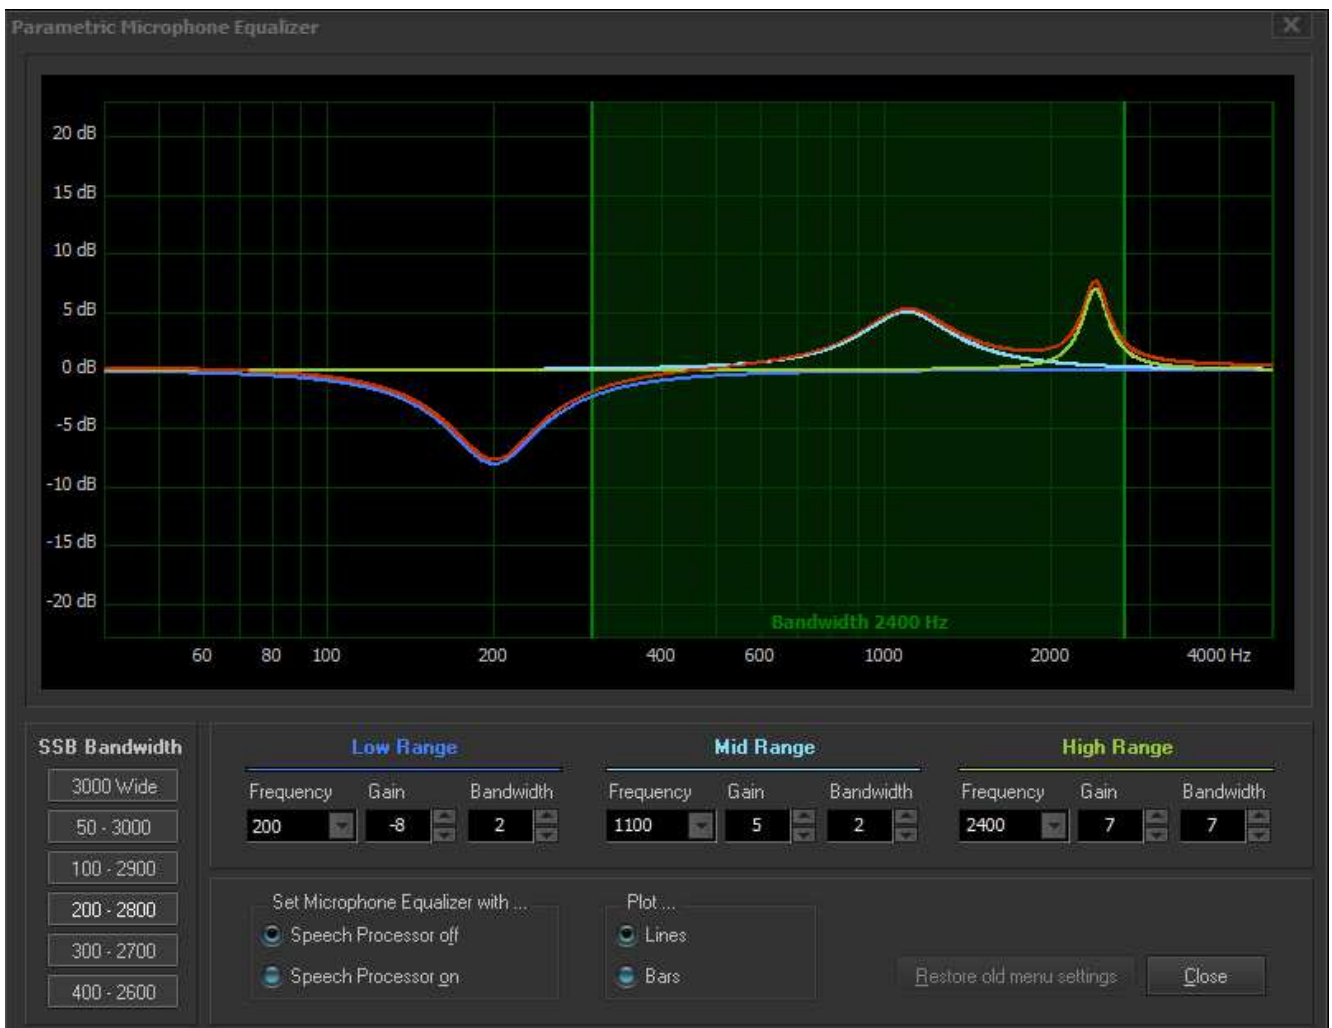 Parametric Microphone Equalizer
X
20 dB
15 dB
10 dB
5 dB
0 dB
-5 dB
-10 dB
-15 dB
-20 dB
Bandwidth 2400 Hz
60 80 100 200 400 600 1000 2000 4000 Hz
SSB Bandwidth
3000 Wide
50 - 3000
100 - 2900
200 - 2800
300 - 2700
400 - 2600
Low Range
Frequency Gain Bandwidth
200 -8 2
Mid Range
Frequency Gain Bandwidth
1100 5 2
High Range
Frequency Gain Bandwidth
2400 7 7
Set Microphone Equalizer with ...
Speech Processor off
Speech Processor on
Plot ...
Lines
Bars
Restore old menu settings
Close